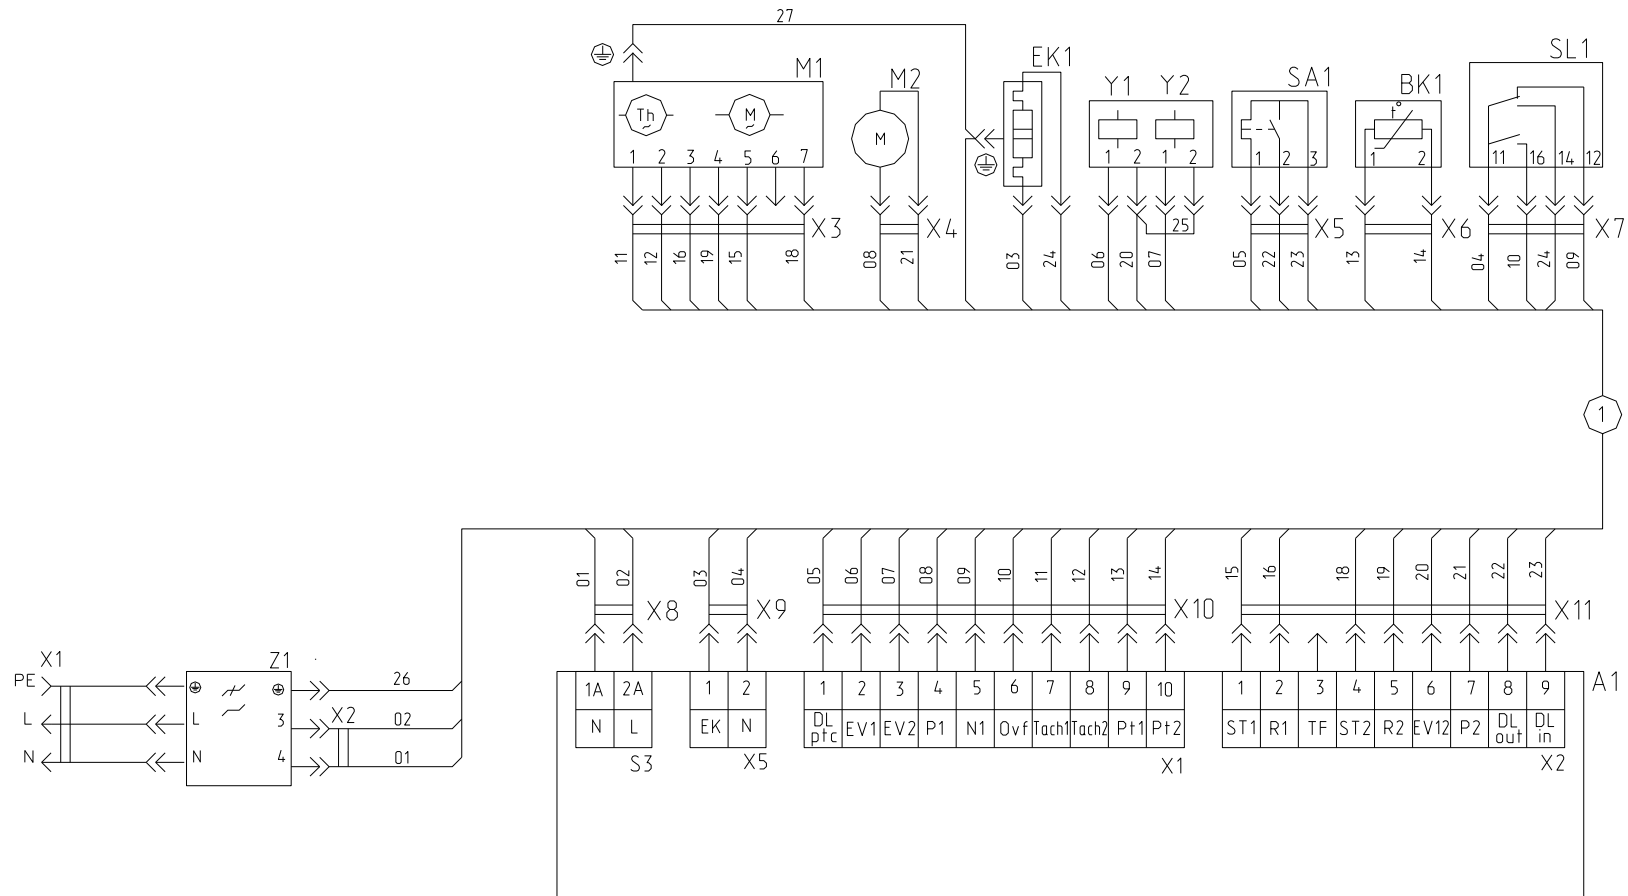 27
M1
M2
EK1
Y1 Y2
SA1
BK1
SL1
Th
~
M
~
M
t°
1 2 3 4 5 6 7
1 2 1 2
1 2 3
1 2
11 16 14 12
X3
X4
25
X5
X6
X7
11 12 16 19 15 18
08 21
03 24
06 20 07
05 22 23
13 14
04 10 24 09
1
01 02
X8
03 04
X9
05 06 07 08 09 10 11 12 13 14
X10
15 16 18 19 20 21 22 23
X11
X1
PE
L
N
Z1
L
N
3
4
X2
26
02
01
1A 2A
N L
S3
1 2
EK N
X5
1 2 3 4 5 6 7 8 9 10
DL ptc EV1 EV2 P1 N1 Ovf Tach1 Tach2 Pt1 Pt2
X1
1 2 3 4 5 6 7 8 9
ST1 R1 TF ST2 R2 EV12 P2 DL out DL in
X2
A1